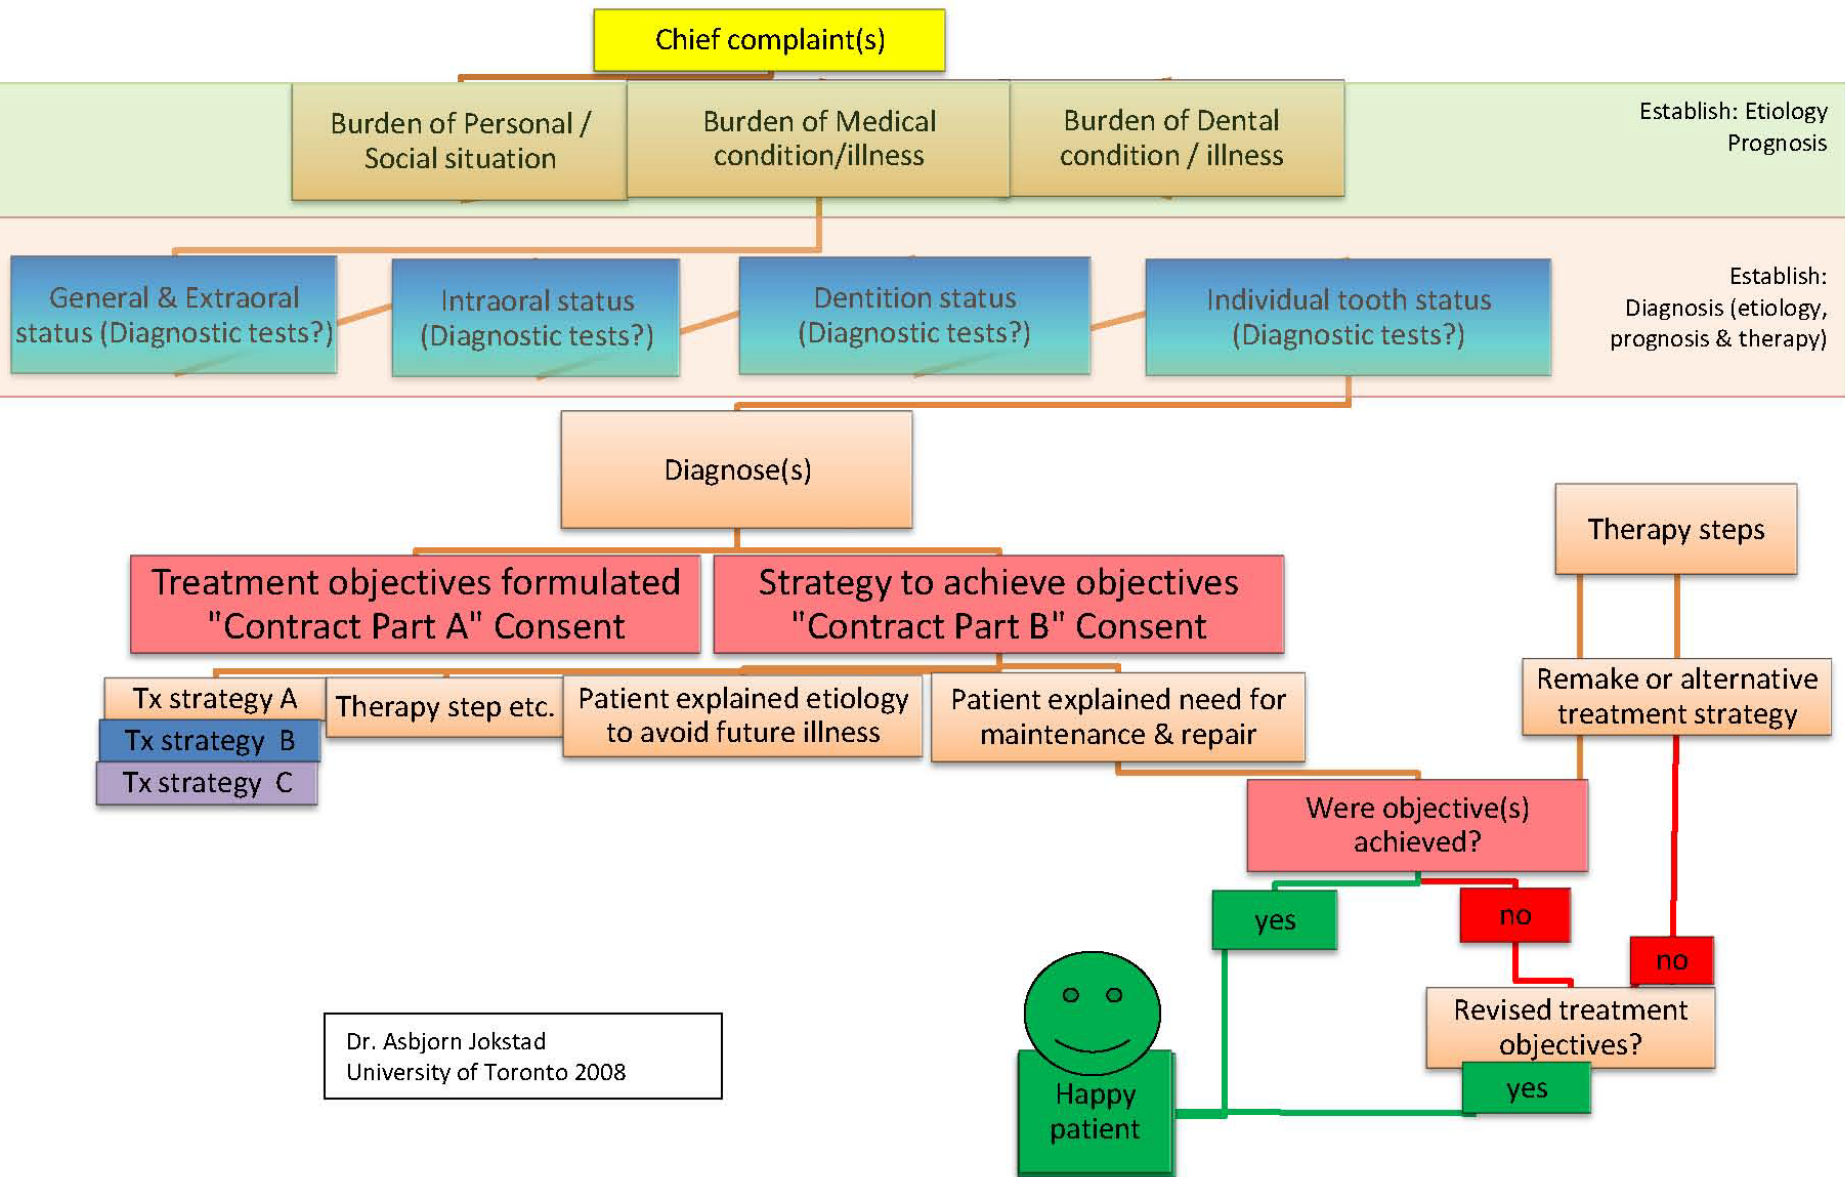 Chief complaint(s)
Burden of Personal /
Social situation
Burden of Medical
condition/illness
Burden of Dental
condition / illness
Establish: Etiology
Prognosis
General & Extraoral
status (Diagnostic tests?)
Intraoral status
(Diagnostic tests?)
Dentition status
(Diagnostic tests?)
Individual tooth status
(Diagnostic tests?)
Establish:
Diagnosis (etiology,
prognosis & therapy)
Diagnose(s)
Therapy steps
Treatment objectives formulated
"Contract Part A" Consent
Strategy to achieve objectives
"Contract Part B" Consent
Tx strategy A
Tx strategy  B
Tx strategy  C
Therapy step etc.
Patient explained etiology
to avoid future illness
Patient explained need for
maintenance & repair
Remake or alternative
treatment strategy
Were objective(s)
achieved?
yes
no
no
Revised treatment
objectives?
yes
Happy
patient
Dr. Asbjorn Jokstad
University of Toronto 2008